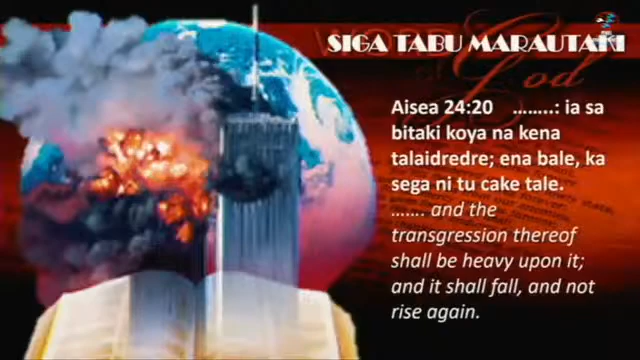 SIGA TABU MARAUTAKI
God
Aisea 24:20 ……..: ia sa
bitaki koya na kena
talaidredre; ena bale, ka
sega ni tu cake tale.
……. and the
transgression thereof
shall be heavy upon it;
and it shall fall, and not
rise again.